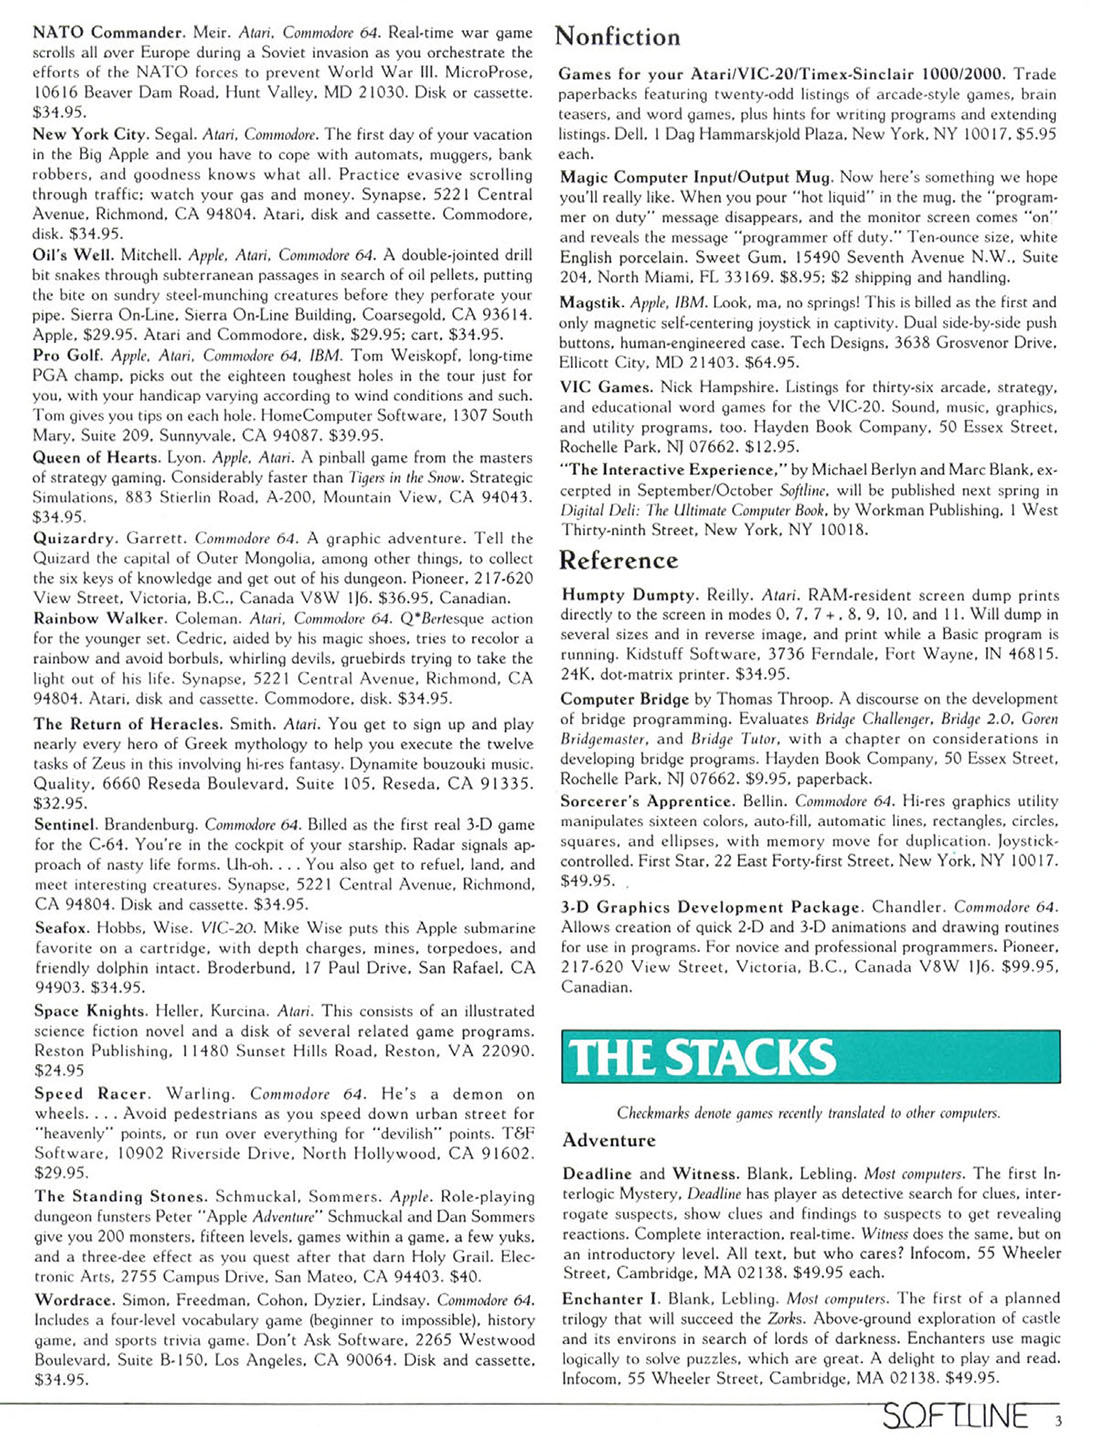 NATO Commander. Meir. Atari, Commodore 64. Real-time war game
scrolls all over Europe during a Soviet invasion as you orchestrate the
efforts of the NATO forces to prevent World War III. MicroProse,
10616 Beaver Dam Road, Hunt Valley, MD 21030. Disk or cassette.
$34.95.
New York City. Segal. Atari, Commodore. The first day of your vacation
in the Big Apple and you have to cope with automats, muggers, bank
robbers, and goodness knows what all. Practice evasive scrolling
through traffic; watch your gas and money. Synapse, 5221 Central
Avenue, Richmond, CA 94804. Atari, disk and cassette. Commodore,
disk. $34.95.
Oil's Well. Mitchell. Apple, Atari, Commodore 64. A double-jointed drill
bit snakes through subterranean passages in search of oil pellets, putting
the bite on sundry steel-munching creatures before they perforate your
pipe. Sierra On-Line, Sierra On-Line Building, Coarsegold, CA 93614.
Apple, $29.95. Atari and Commodore, disk, $29.95; cart, $34.95.
Pro Golf. Apple, Atari, Commodore 64, IBM. Tom Weiskopf, long-time
PGA champ, picks out the eighteen toughest holes in the tour just for
you, with your handicap varying according to wind conditions and such.
Tom gives you tips on each hole. HomeComputer Software, 1307 South
Mary, Suite 209, Sunnyvale, CA 94087. $39.95.
Queen of Hearts. Lyon. Apple, Atari. A pinball game from the masters
of strategy gaming. Considerably faster than Tigers in the Snow. Strategic
Simulations, 883 Stierlin Road, A-200, Mountain View, CA 94043.
$34.95.
Quizardry. Garrett. Commodore 64. A graphic adventure. Tell the
Quizard the capital of Outer Mongolia, among other things, to collect
the six keys of knowledge and get out of his dungeon. Pioneer, 217-620
View Street, Victoria, B.C., Canada V8W 1J6. $36.95, Canadian.
Rainbow Walker. Coleman. Atari, Commodore 64. Q*Bertesque action
for the younger set. Cedric, aided by his magic shoes, tries to recolor a
rainbow and avoid borbuls, whirling devils, gruebirds trying to take the
light out of his life. Synapse, 5221 Central Avenue, Richmond, CA
94804. Atari, disk and cassette. Commodore, disk. $34.95.
The Return of Heracles. Smith. Atari. You get to sign up and play
nearly every hero of Greek mythology to help you execute the twelve
tasks of Zeus in this involving hi-res fantasy. Dynamite bouzouki music.
Quality, 6660 Reseda Boulevard, Suite 105, Reseda, CA 91335.
$32.95.
Sentinel. Brandenburg. Commodore 64. Billed as the first real 3-D game
for the C-64. You're in the cockpit of your starship. Radar signals ap-
proach of nasty life forms. Uh-oh. . . . You also get to refuel, land, and
meet interesting creatures. Synapse, 5221 Central Avenue, Richmond,
CA 94804. Disk and cassette. $34.95.
Seafox. Hobbs, Wise. VIC-20. Mike Wise puts this Apple submarine
favorite on a cartridge, with depth charges, mines, torpedoes, and
friendly dolphin intact. Broderbund, 17 Paul Drive, San Rafael, CA
94903. $34.95.
Space Knights. Heller, Kurcina. Atari. This consists of an illustrated
science fiction novel and a disk of several related game programs.
Reston Publishing, 11480 Sunset Hills Road, Reston, VA 22090.
$24.95
Speed Racer. Warling. Commodore 64. He's a demon on
wheels. . . . Avoid pedestrians as you speed down urban street for
"heavenly" points, or run over everything for "devilish" points. T&F
Software, 10902 Riverside Drive, North Hollywood, CA 91602.
$29.95.
The Standing Stones. Schmuckal, Sommers. Apple. Role-playing
dungeon funsters Peter "Apple Adventure" Schmuckal and Dan Sommers
give you 200 monsters, fifteen levels, games within a game, a few yuks,
and a three-dee effect as you quest after that darn Holy Grail. Elec-
tronic Arts, 2755 Campus Drive, San Mateo, CA 94403. $40.
Wordrace. Simon, Freedman, Cohon, Dyzier, Lindsay. Commodore 64.
Includes a four-level vocabulary game (beginner to impossible), history
game, and sports trivia game. Don't Ask Software, 2265 Westwood
Boulevard, Suite B-150, Los Angeles, CA 90064. Disk and cassette,
$34.95.
Nonfiction
Games for your Atari/VIC-20/Timex-Sinclair 1000/2000. Trade
paperbacks featuring twenty-odd listings of arcade-style games, brain
teasers, and word games, plus hints for writing programs and extending
listings. Dell, 1 Dag Hammarskjold Plaza, New York, NY 10017. $5.95
each.
Magic Computer Input/Output Mug. Now here's something we hope
you'll really like. When you pour "hot liquid" in the mug, the "program-
mer on duty" message disappears, and the monitor screen comes "on"
and reveals the message "programmer off duty." Ten-ounce size, white
English porcelain. Sweet Gum, 15490 Seventh Avenue N.W., Suite
204, North Miami, FL 33169. $8.95; $2 shipping and handling.
Magstik. Apple, IBM. Look, ma, no springs! This is billed as the first and
only magnetic self-centering joystick in captivity. Dual side-by-side push
buttons, human-engineered case. Tech Designs, 3638 Grosvenor Drive,
Ellicott City, MD 21403. $64.95.
VIC Games. Nick Hampshire. Listings for thirty-six arcade, strategy,
and educational word games for the VIC-20. Sound, music, graphics,
and utility programs, too. Hayden Book Company, 50 Essex Street,
Rochelle Park, NJ 07662. $12.95.
"The Interactive Experience," by Michael Berlyn and Marc Blank, ex-
cerpted in September/October Softline, will be published next spring in
Digital Deli: The Ultimate Computer Book, by Workman Publishing, 1 West
Thirty-ninth Street, New York, NY 10018.
Reference
Humpty Dumpty. Reilly. Atari. RAM-resident screen dump prints
directly to the screen in modes 0, 7, 7+, 8, 9, 10, and 11. Will dump in
several sizes and in reverse image, and print while a Basic program is
running. Kidstuff Software, 3736 Ferndale, Fort Wayne, IN 46815.
24K, dot-matrix printer. $34.95.
Computer Bridge by Thomas Throop. A discourse on the development
of bridge programming. Evaluates Bridge Challenger, Bridge 2.0, Goren
Bridgemaster, and Bridge Tutor, with a chapter on considerations in
developing bridge programs. Hayden Book Company, 50 Essex Street,
Rochelle Park, NJ 07662. $9.95, paperback.
Sorcerer's Apprentice. Bellin. Commodore 64. Hi-res graphics utility
manipulates sixteen colors, auto-fill, automatic lines, rectangles, circles,
squares, and ellipses, with memory move for duplication. Joystick-
controlled. First Star, 22 East Forty-first Street, New York, NY 10017.
$49.95.
3-D Graphics Development Package. Chandler. Commodore 64.
Allows creation of quick 2-D and 3-D animations and drawing routines
for use in programs. For novice and professional programmers. Pioneer,
217-620 View Street, Victoria, B.C., Canada V8W 1J6. $99.95,
Canadian.
THE STACKS
Checkmarks denote games recently translated to other computers.
Adventure
Deadline and Witness. Blank, Lebling. Most computers. The first In-
terlogic Mystery, Deadline has player as detective search for clues, inter-
rogate suspects, show clues and findings to suspects to get revealing
reactions. Complete interaction, real-time. Witness does the same, but on
an introductory level. All text, but who cares? Infocom, 55 Wheeler
Street, Cambridge, MA 02138. $49.95 each.
Enchanter I. Blank, Lebling. Most computers. The first of a planned
trilogy that will succeed the Zorks. Above-ground exploration of castle
and its environs in search of lords of darkness. Enchanters use magic
logically to solve puzzles, which are great. A delight to play and read.
Infocom, 55 Wheeler Street, Cambridge, MA 02138. $49.95.
SOFTLINE 3